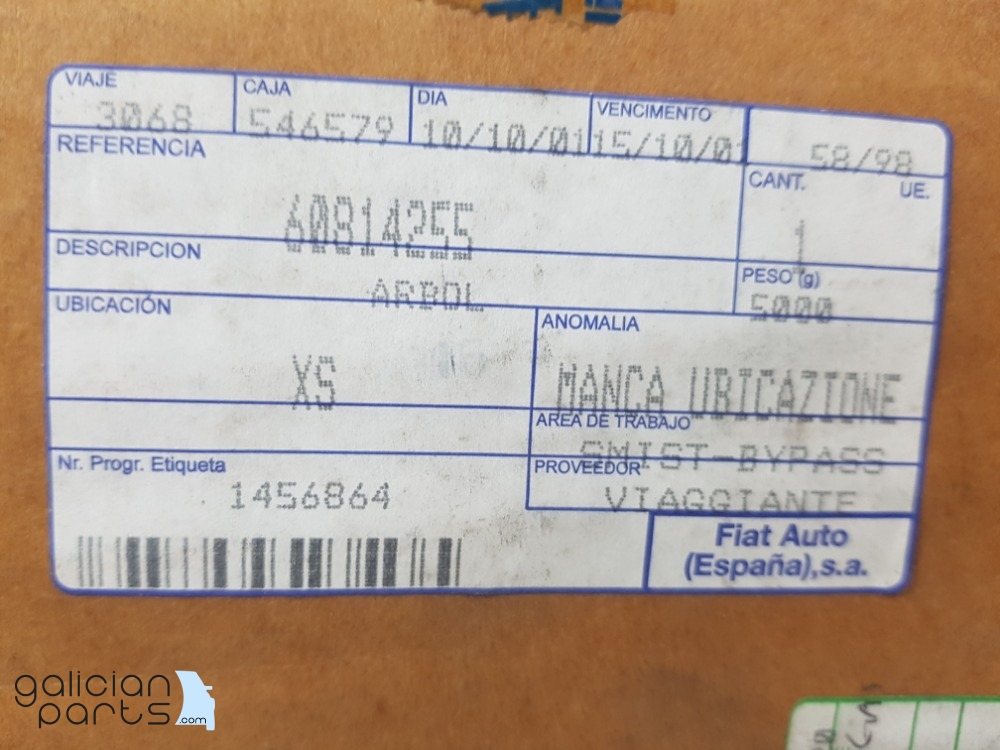 VIAJE CAJA DIA VENCIMENTO
3068 546579 10/10/01 15/10/01 58/98
REFERENCIA CANT. UE.
60814255 1
DESCRIPCION PESO (g)
ARBOL 5000
UBICACIÓN ANOMALIA
XS MANCA UBICAZIONE
AREA DE TRABAJO
SMIST-BYPASS
Nr. Progr. Etiqueta PROVEEDOR
1456864 VIAGGIANTE
Fiat Auto
(España),s.a.
galician
parts.com